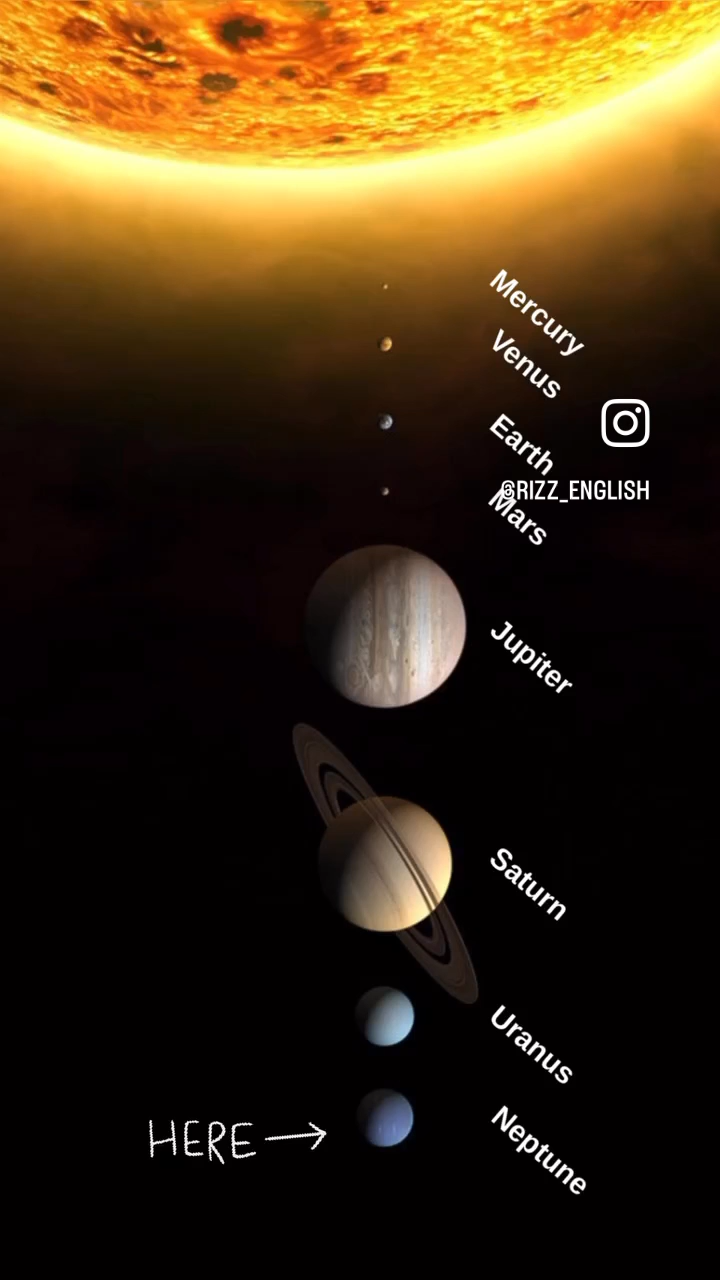 Mercury
Venus
Earth
@RIZZ_ENGLISH
Mars
Jupiter
Saturn
Uranus
HERE
Neptune